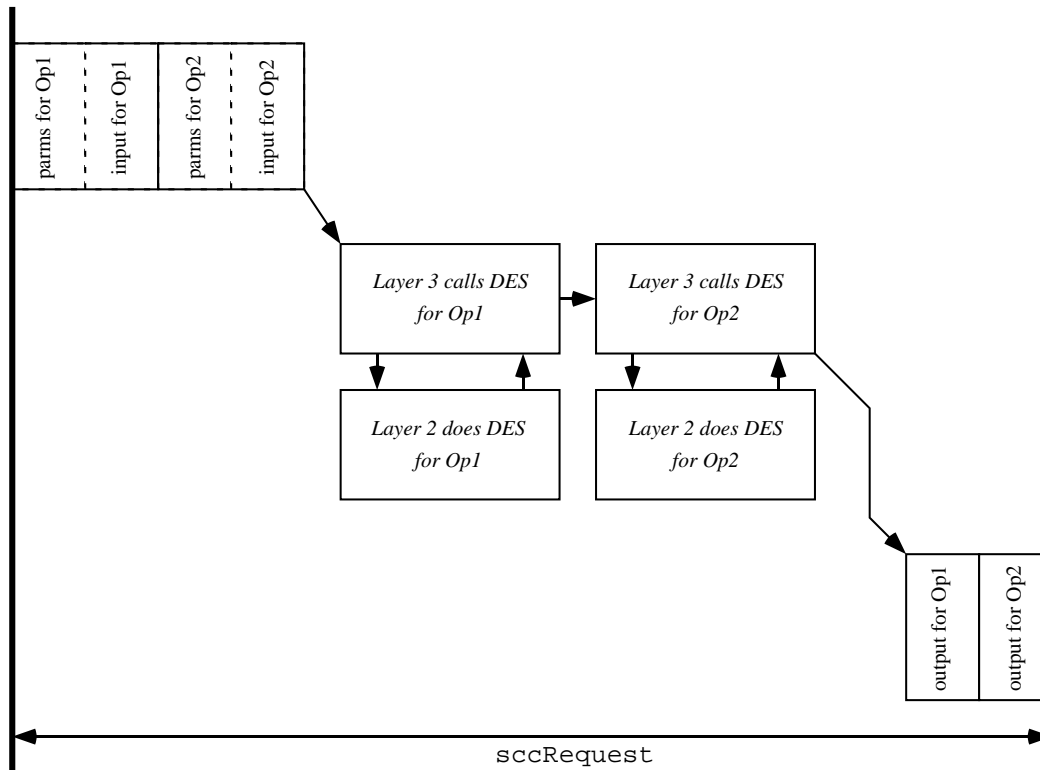 parms for Op1
input for Op1
parms for Op2
input for Op2
Layer 3 calls DES
for Op1
Layer 3 calls DES
for Op2
Layer 2 does DES
for Op1
Layer 2 does DES
for Op2
output for Op1
output for Op2
sccRequest